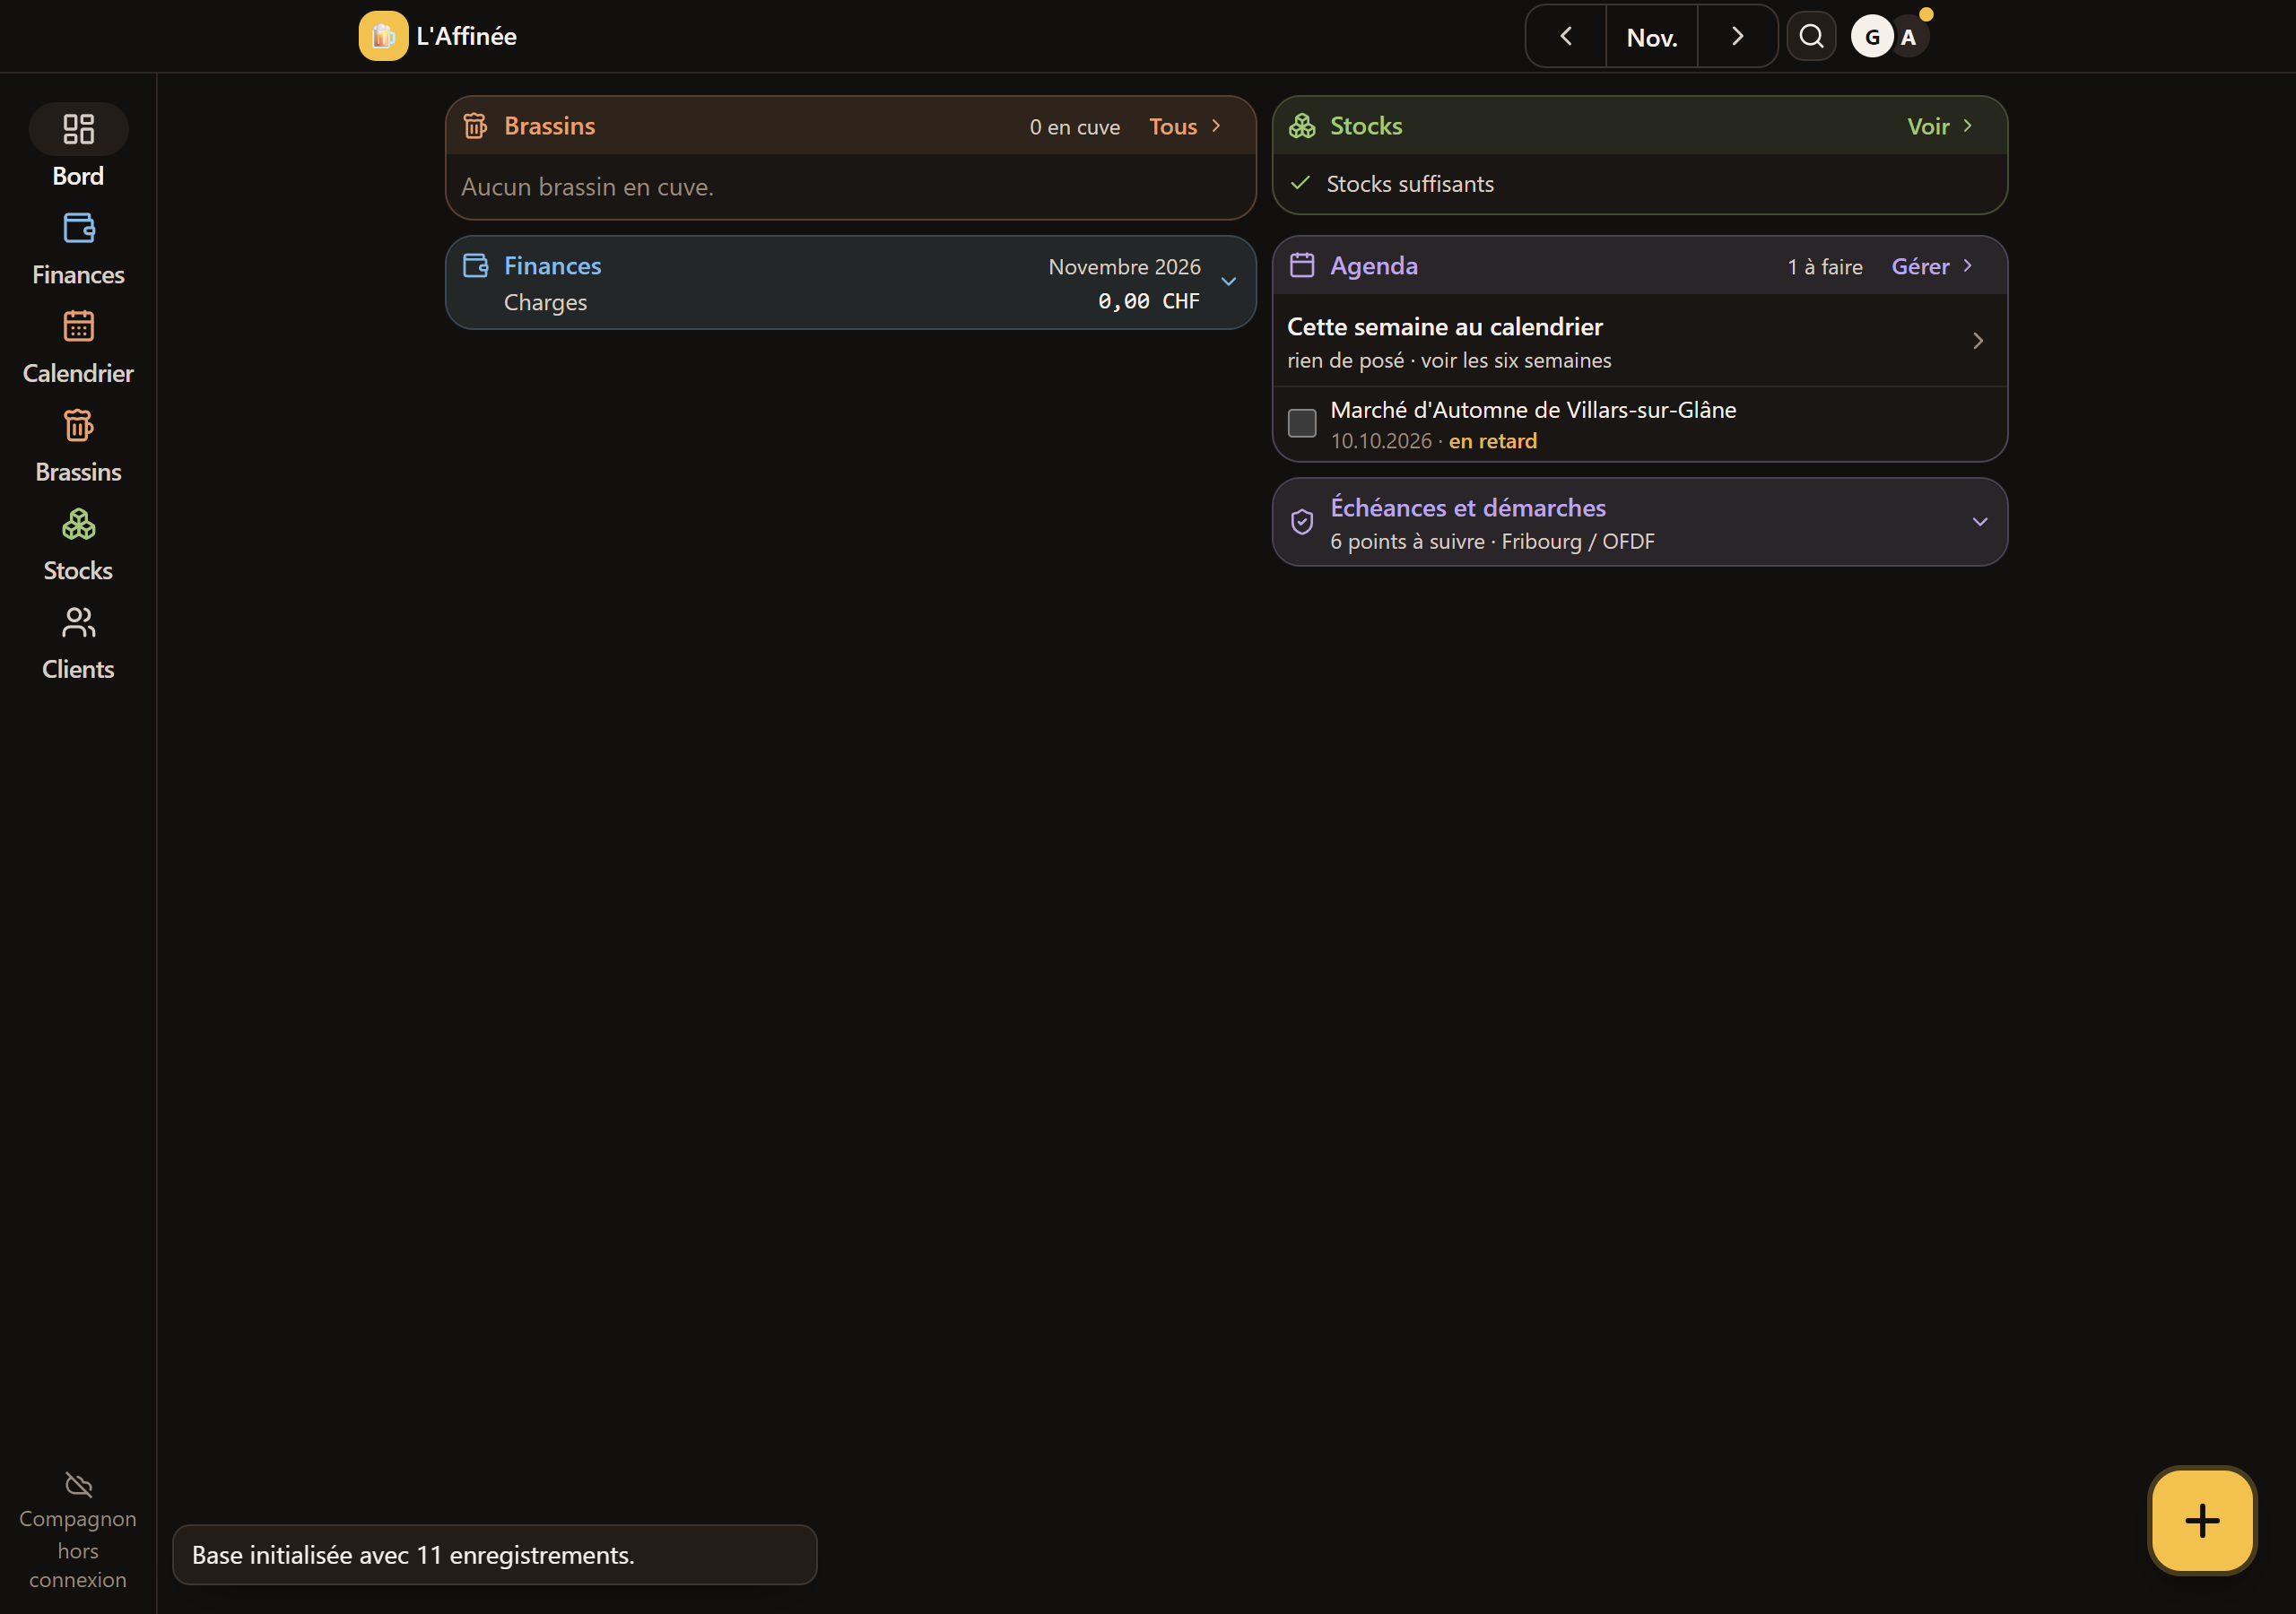 L'Affinée
Nov.
G A
Bord
Finances
Calendrier
Brassins
Stocks
Clients
Compagnon
hors
connexion
Brassins 0 en cuve Tous
Aucun brassin en cuve.
Finances Novembre 2026
Charges 0,00 CHF
Stocks Voir
Stocks suffisants
Agenda 1 à faire Gérer
Cette semaine au calendrier
rien de posé · voir les six semaines
Marché d'Automne de Villars-sur-Glâne
10.10.2026 · en retard
Échéances et démarches
6 points à suivre · Fribourg / OFDF
Base initialisée avec 11 enregistrements.